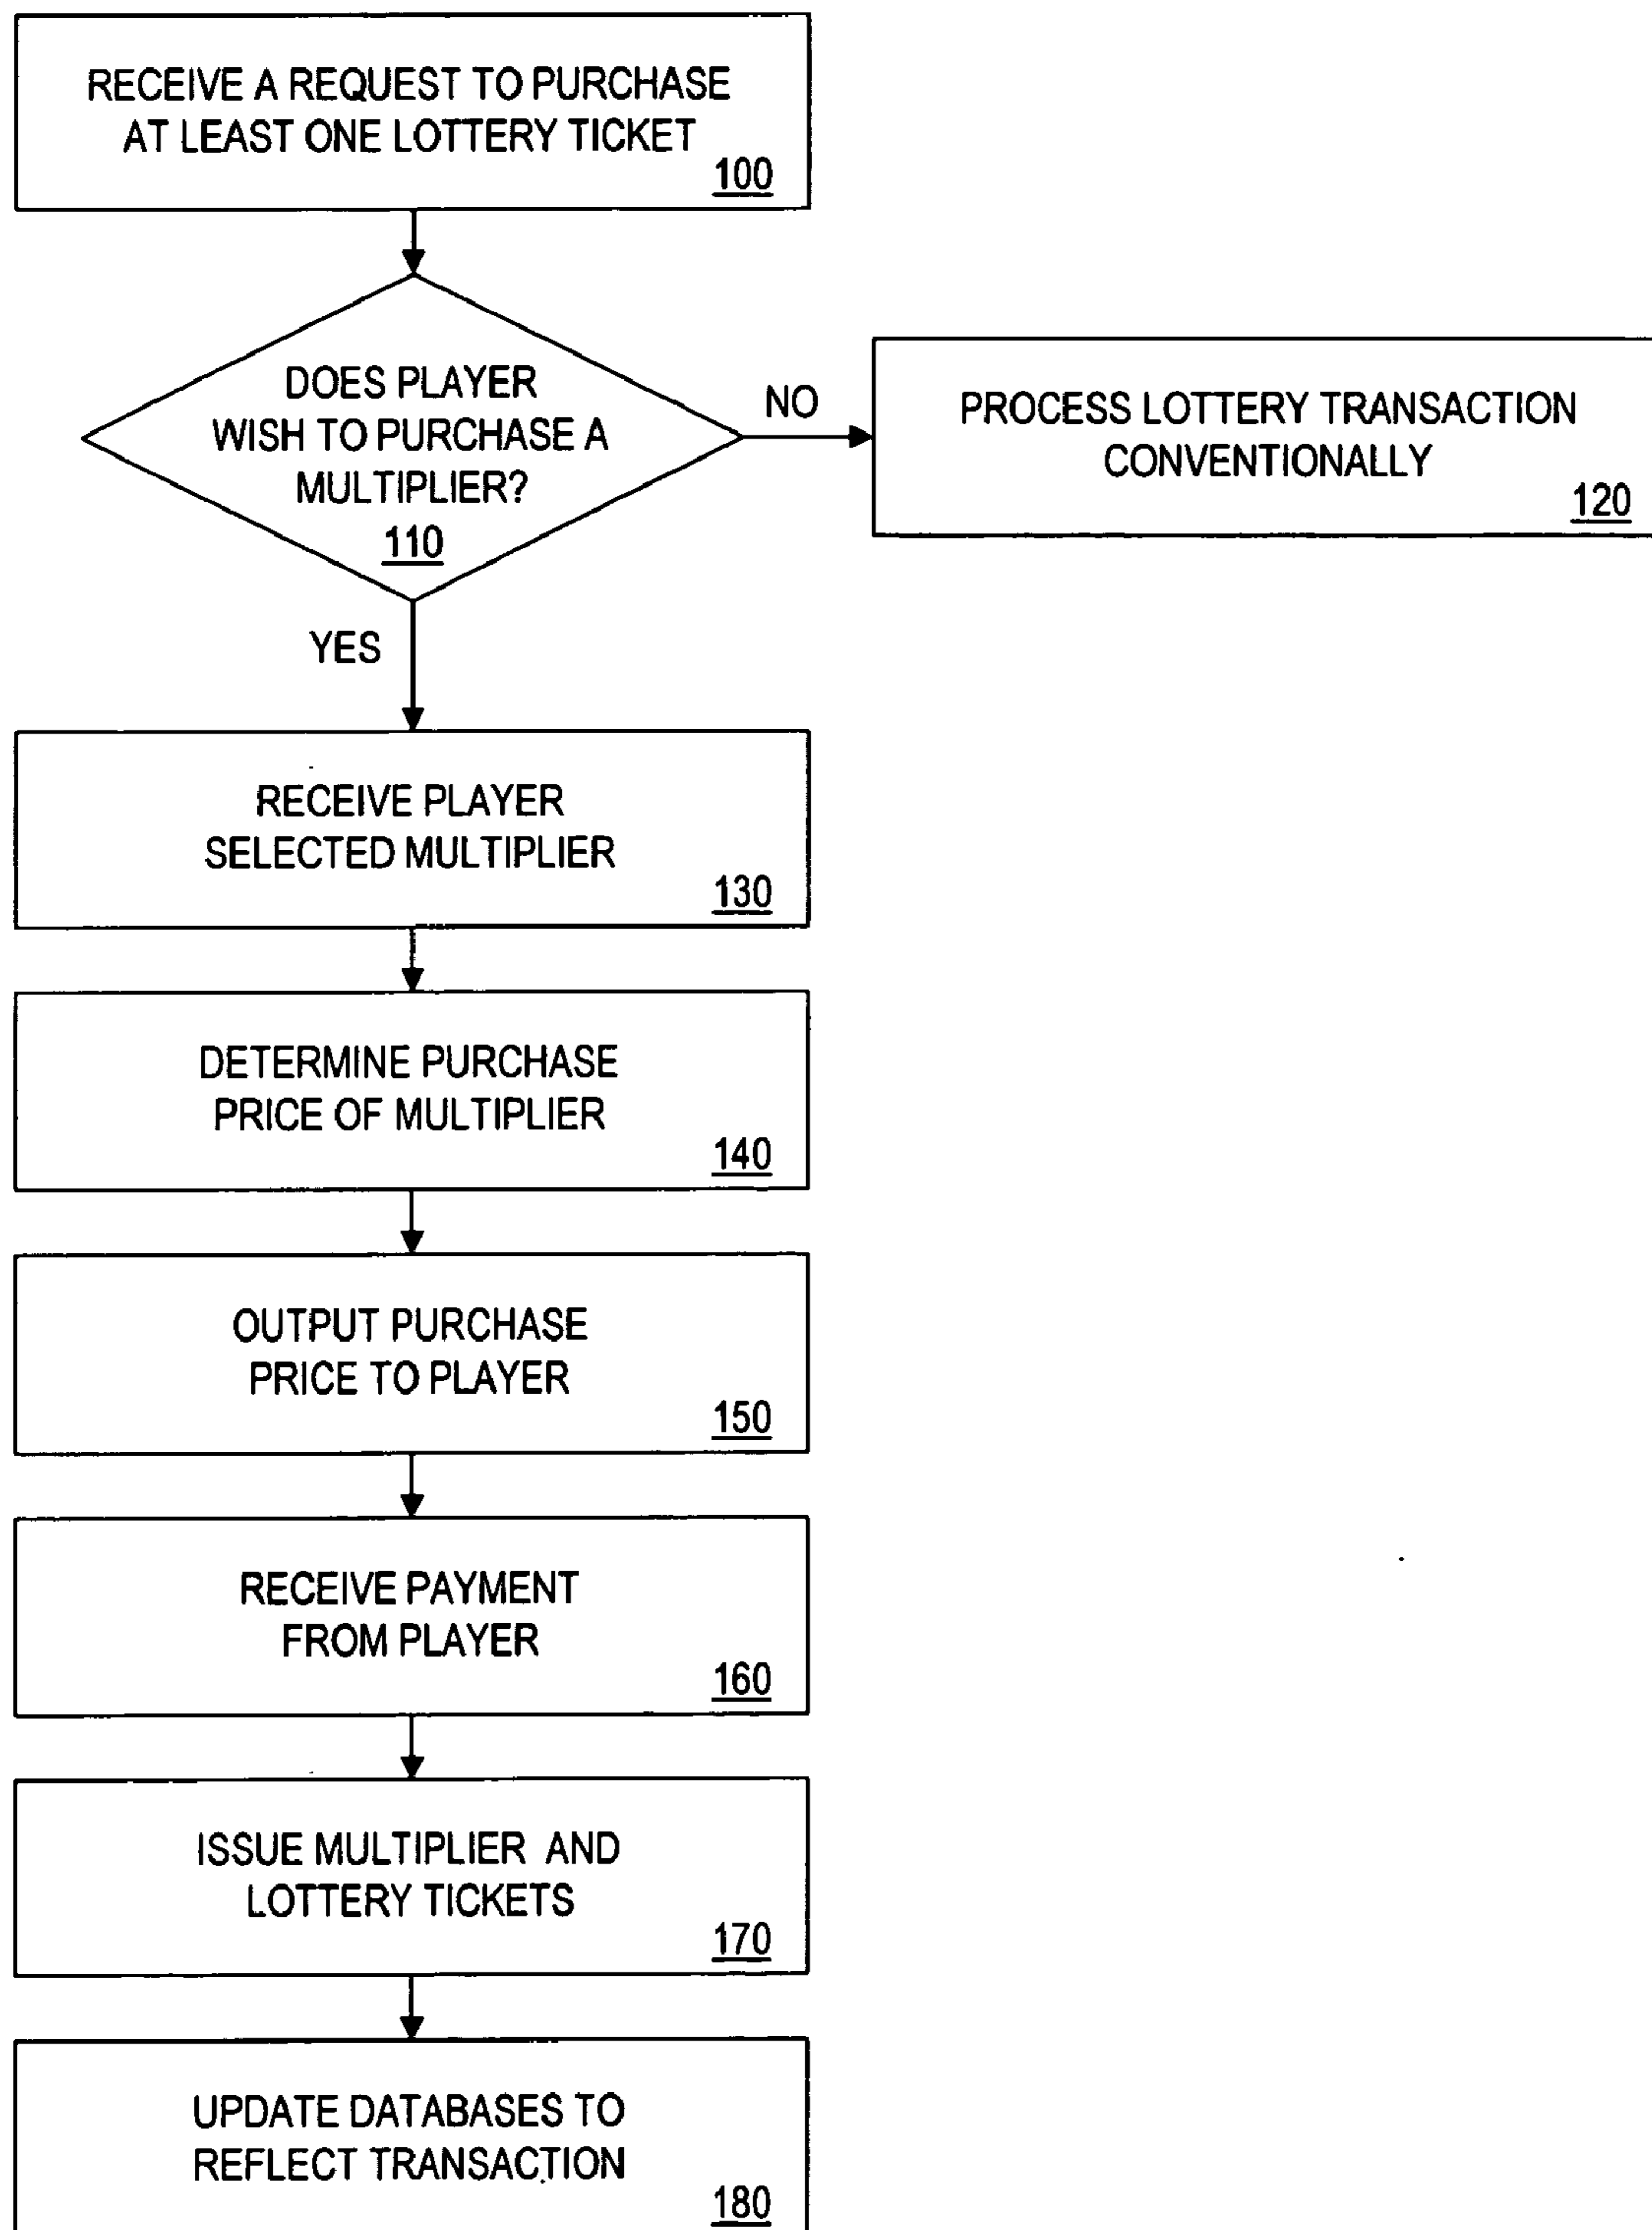 RECEIVE A REQUEST TO PURCHASE
AT LEAST ONE LOTTERY TICKET
100
DOES PLAYER
WISH TO PURCHASE A
MULTIPLIER?
110
NO
PROCESS LOTTERY TRANSACTION
CONVENTIONALLY
120
YES
RECEIVE PLAYER
SELECTED MULTIPLIER
130
DETERMINE PURCHASE
PRICE OF MULTIPLIER
140
OUTPUT PURCHASE
PRICE TO PLAYER
150
RECEIVE PAYMENT
FROM PLAYER
160
ISSUE MULTIPLIER AND
LOTTERY TICKETS
170
UPDATE DATABASES TO
REFLECT TRANSACTION
180